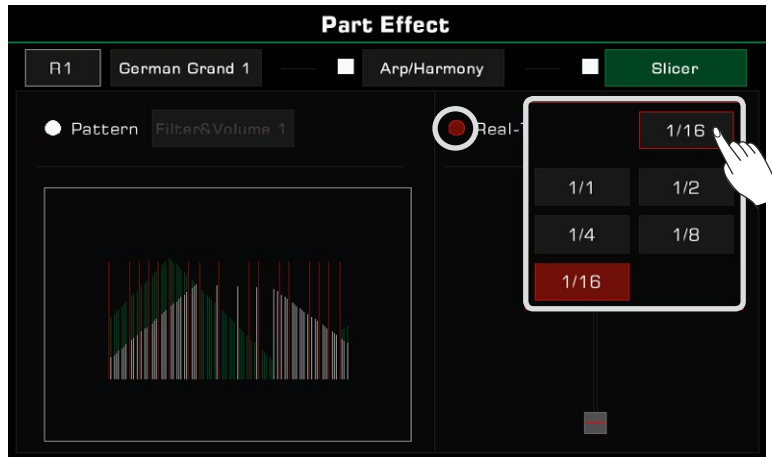 Part Effect
R1 German Grand 1 Arp/Harmony Slicer
Pattern Filter&Volume 1 Real-
1/16
1/1 1/2
1/4 1/8
1/16